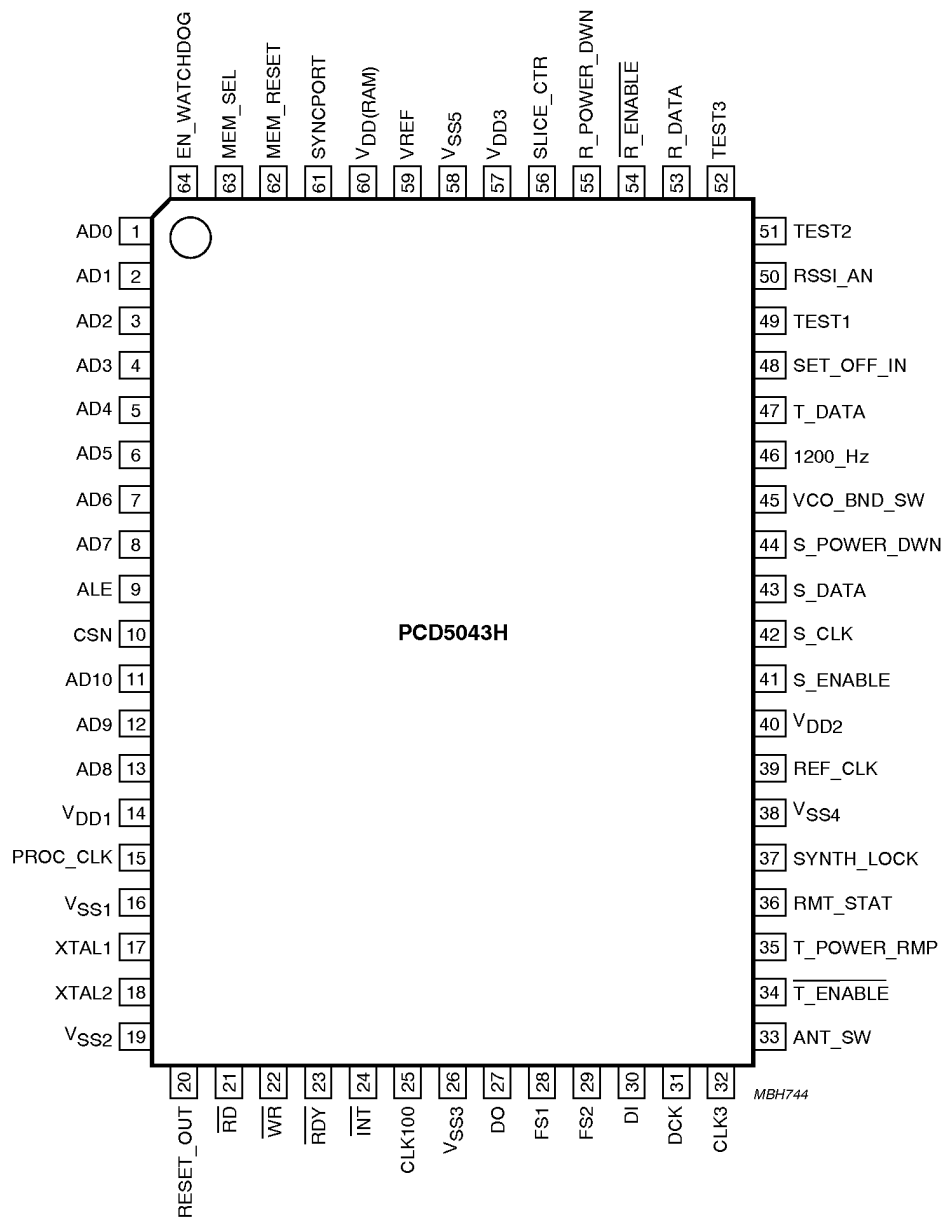 EN_WATCHDOG
MEM_SEL
MEM_RESET
SYNCPORT
VDD(RAM)
VREF
VSS5
VDD3
SLICE_CTR
R_POWER_DWN
R_ENABLE
R_DATA
TEST3
64 63 62 61 60 59 58 57 56 55 54 53 52
AD0 1
51 TEST2
AD1 2
50 RSSI_AN
AD2 3
49 TEST1
AD3 4
48 SET_OFF_IN
AD4 5
47 T_DATA
AD5 6
46 1200_Hz
AD6 7
45 VCO_BND_SW
AD7 8
44 S_POWER_DWN
ALE 9
43 S_DATA
CSN 10
PCD5043H
42 S_CLK
AD10 11
41 S_ENABLE
AD9 12
40 VDD2
AD8 13
39 REF_CLK
VDD1 14
38 VSS4
PROC_CLK 15
37 SYNTH_LOCK
VSS1 16
36 RMT_STAT
XTAL1 17
35 T_POWER_RMP
XTAL2 18
34 T_ENABLE
VSS2 19
33 ANT_SW
20 21 22 23 24 25 26 27 28 29 30 31 32
MBH744
RESET_OUT
RD
WR
RDY
INT
CLK100
VSS3
DO
FS1
FS2
DI
DCK
CLK3